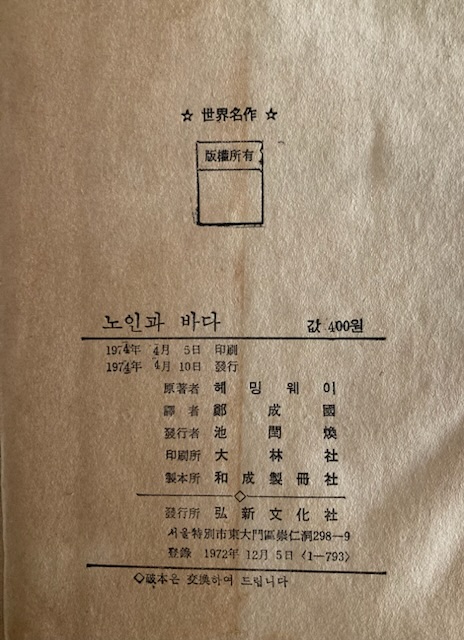 ☆ 世界名作 ☆
版權所有
노인과 바다 값 400원
1974年 4月 5日 印刷
1974年 4月 10日 發行
原著者 헤밍웨이
譯者 鄭成國
發行者 池閏煥
印刷所 大林社
製本所 和成製冊社
發行所 弘新文化社
서울特別市東大門區崇仁洞298-9
登錄 1972年 12月 5日 〈1-793〉
◇破本은 交換하여 드립니다